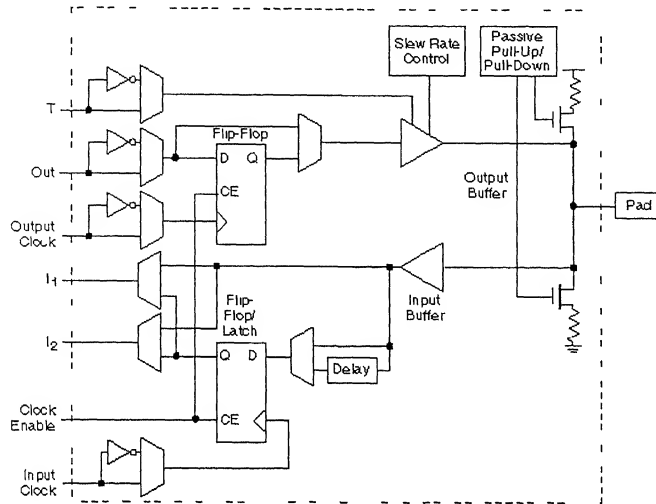 Slew Rate
Control
Passive
Pull-Up/
Pull-Down
T
Flip-Flop
D Q
CE
Out
Output
Clock
Output
Buffer
Pad
I1
Flip-
Flop/
Latch
Input
Buffer
I2
Q D
Delay
CE
Clock
Enable
Input
Clock